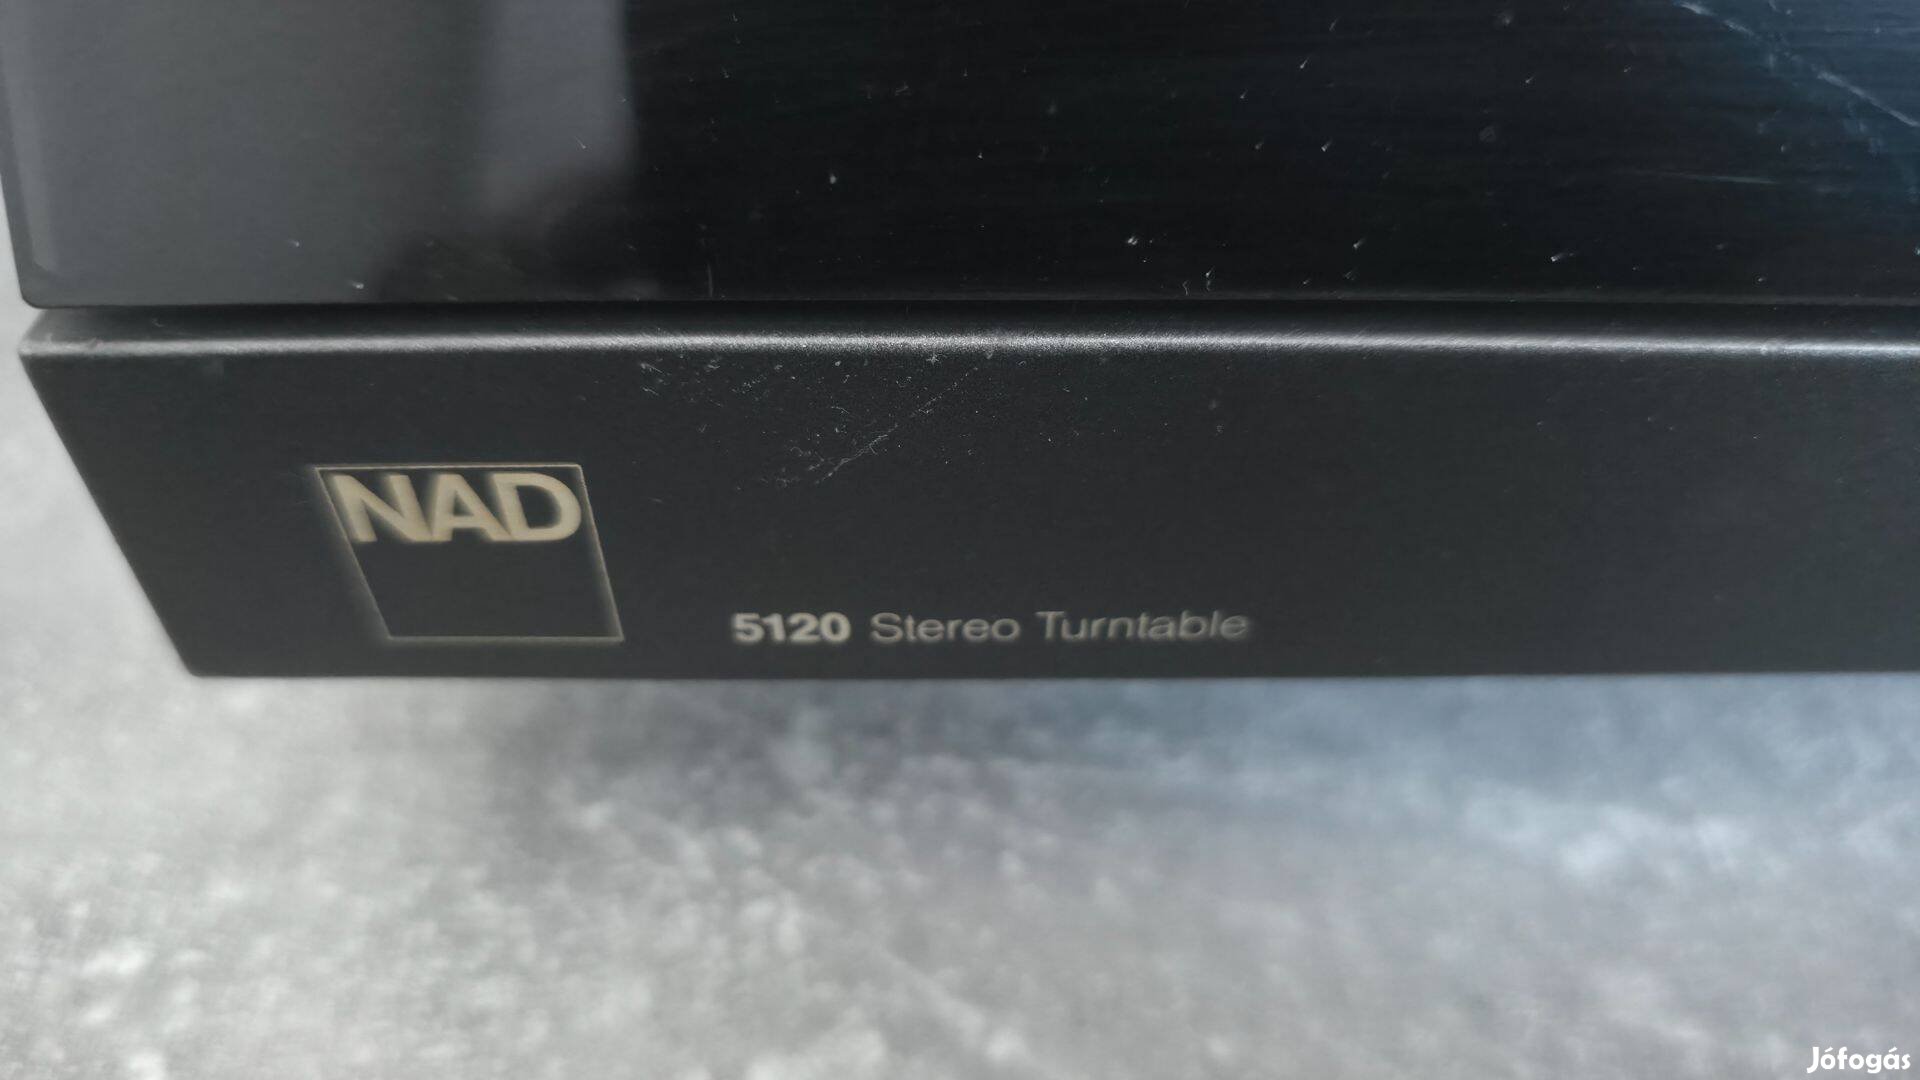 NAD
5120 Stereo Turntable
Jófogás